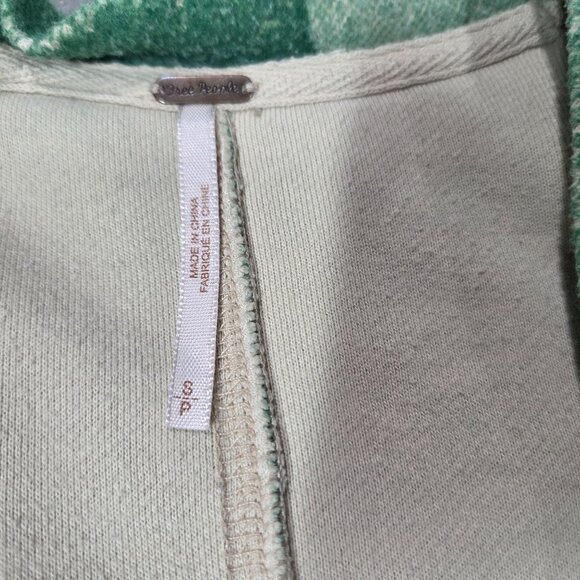 Free People
MADE IN CHINA
FABRIQUÉ EN CHINE
S/P